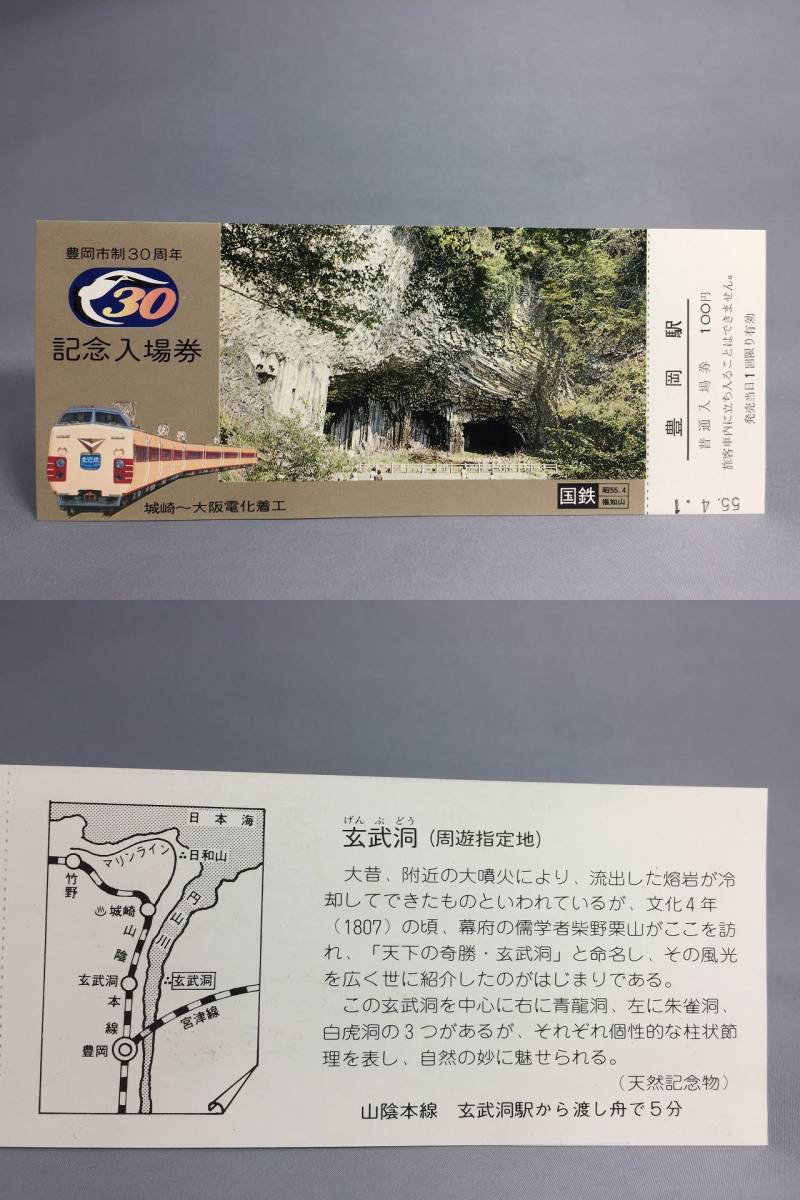 豊岡市制30周年
30
記念入場券
城崎～大阪電化着工
国鉄
昭55.4
福知山
豊岡駅
普通入場券 100円
旅客車内に立ち入ることはできません。
発売当日1回限り有効
55.4.-1
日本海
マリンライン
日和山
竹野
城崎
円山川
山陰本線
玄武洞
玄武洞
宮津線
豊岡
げんぶどう
玄武洞(周遊指定地)
大昔、附近の大噴火により、流出した熔岩が冷
却してできたものといわれているが、文化4年
(1807)の頃、幕府の儒学者柴野栗山がここを訪
れ、「天下の奇勝・玄武洞」と命名し、その風光
を広く世に紹介したのがはじまりである。
この玄武洞を中心に右に青龍洞、左に朱雀洞、
白虎洞の3つがあるが、それぞれ個性的な柱状節
理を表し、自然の妙に魅せられる。
(天然記念物)
山陰本線 玄武洞駅から渡し舟で5分